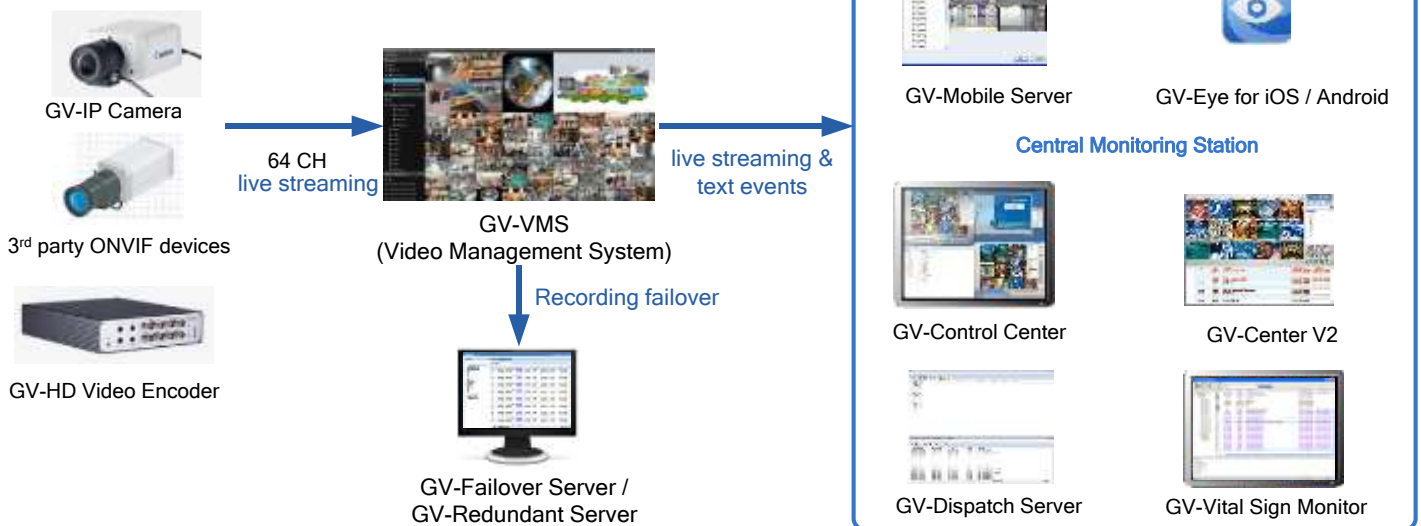 GV-IP Camera
3rd party ONVIF devices
GV-HD Video Encoder
64 CH
live streaming
GV-VMS
(Video Management System)
Recording failover
GV-Failover Server /
GV-Redundant Server
live streaming &
text events
GV-Mobile Server
GV-Eye for iOS / Android
Central Monitoring Station
GV-Control Center
GV-Center V2
GV-Dispatch Server
GV-Vital Sign Monitor